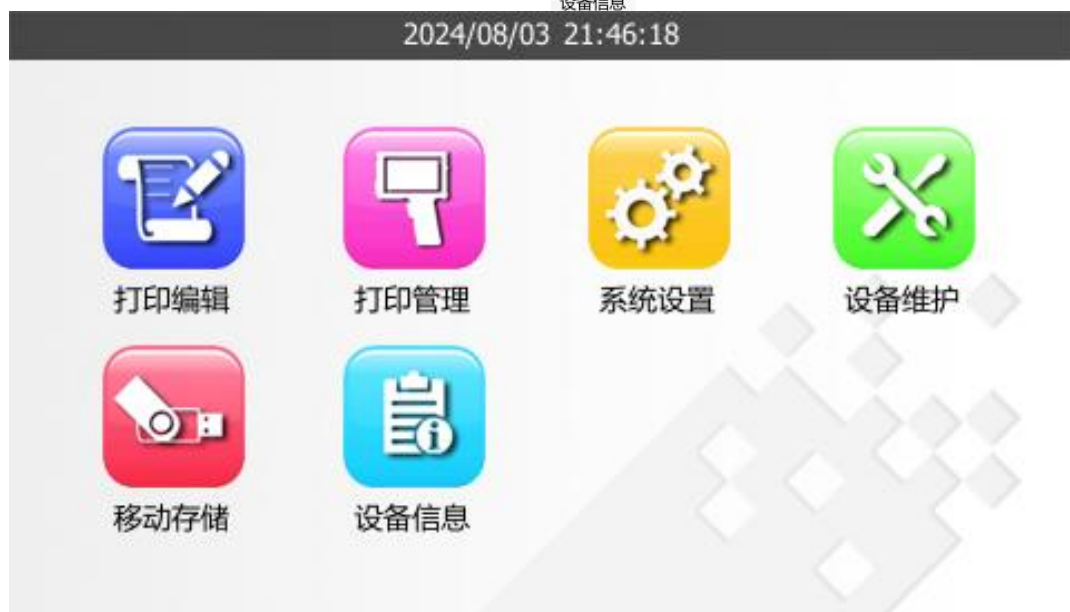 设备信息
2024/08/03 21:46:18
打印编辑
打印管理
系统设置
设备维护
移动存储
设备信息